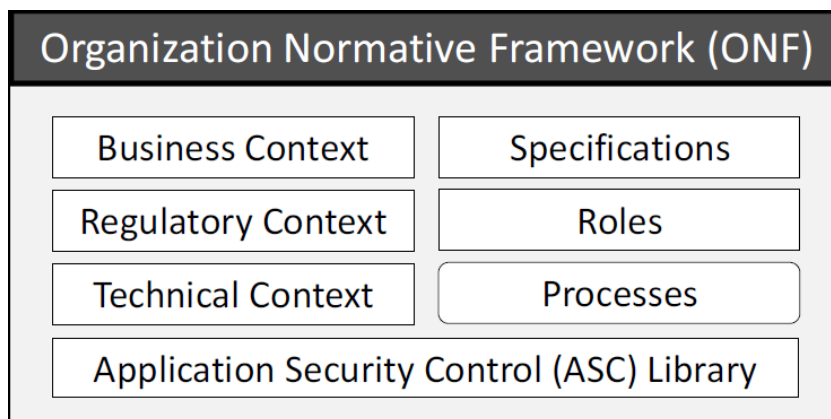 Organization Normative Framework (ONF)
Business Context
Specifications
Regulatory Context
Roles
Technical Context
Processes
Application Security Control (ASC) Library